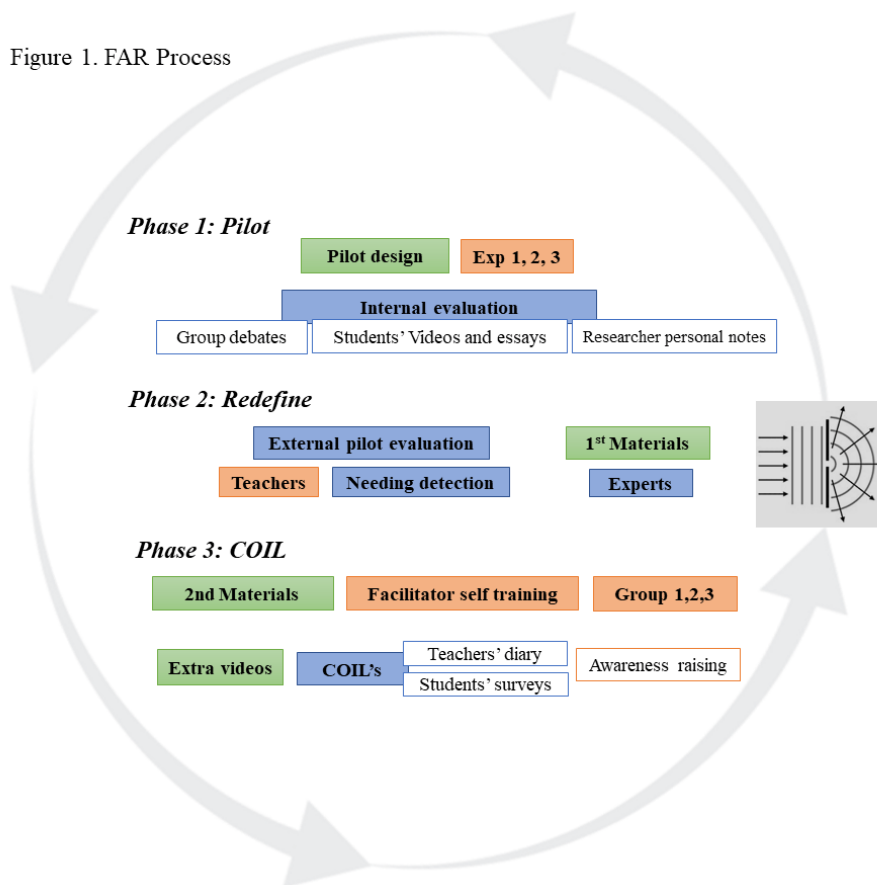 Figure 1. FAR Process
Phase 1: Pilot
Pilot design
Exp 1, 2, 3
Internal evaluation
Group debates
Students' Videos and essays
Researcher personal notes
Phase 2: Redefine
External pilot evaluation
1st Materials
Teachers
Needing detection
Experts
Phase 3: COIL
2nd Materials
Facilitator self training
Group 1,2,3
Extra videos
COIL's
Teachers' diary
Students' surveys
Awareness raising